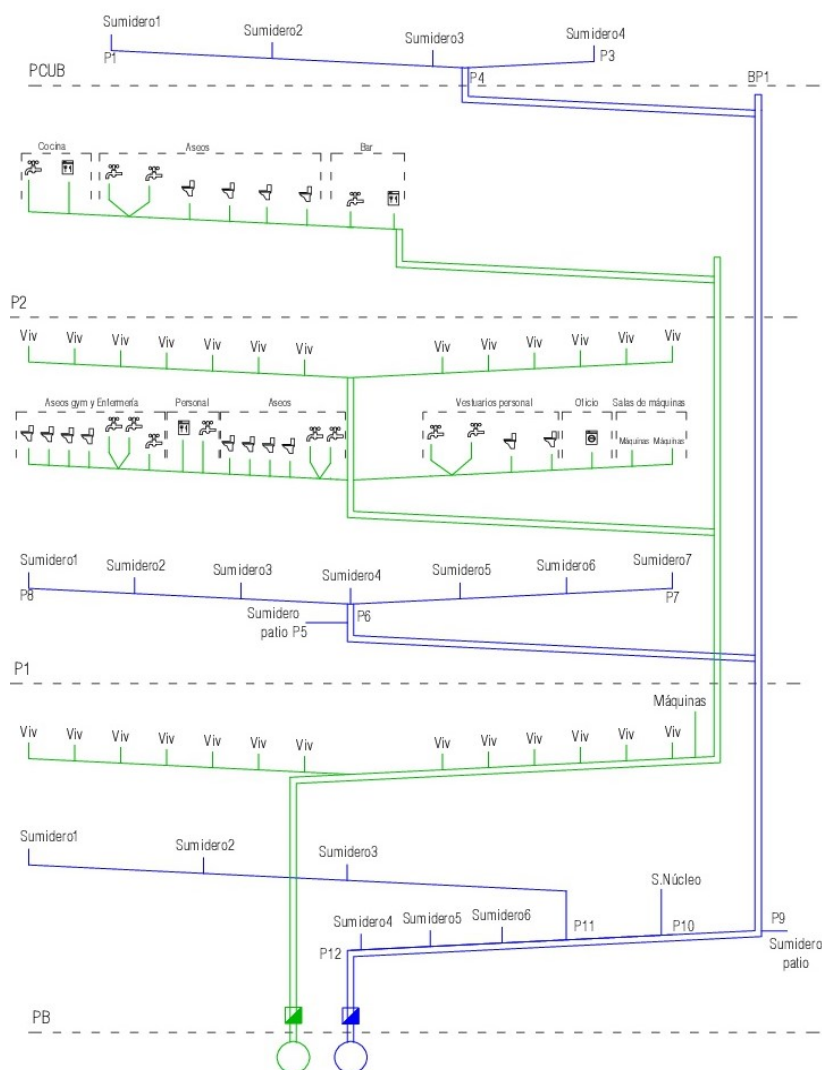 Sumidero1
Sumidero2
Sumidero3
Sumidero4
P1
P3
P4
PCUB
BP1
Cocina
Aseos
Bar
P2
Viv Viv Viv Viv Viv Viv Viv Viv Viv Viv Viv Viv Viv
Aseos gym y Enfermería
Personal
Aseos
Vestuarios personal
Oficio
Salas de máquinas
Máquinas Máquinas
Sumidero1
Sumidero2
Sumidero3
Sumidero4
Sumidero5
Sumidero6
Sumidero7
P8
P6
P7
Sumidero
patio P5
P1
Máquinas
Viv Viv Viv Viv Viv Viv Viv Viv Viv Viv Viv Viv Viv
Sumidero1
Sumidero2
Sumidero3
S.Núcleo
Sumidero4
Sumidero5
Sumidero6
P11
P10
P9
P12
Sumidero
patio
PB